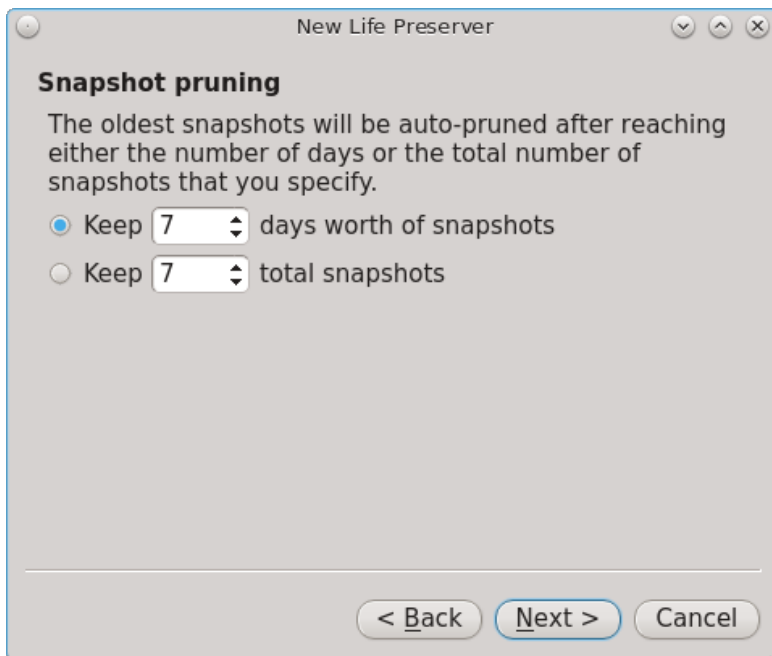 New Life Preserver
Snapshot pruning
The oldest snapshots will be auto-pruned after reaching
either the number of days or the total number of
snapshots that you specify.
Keep 7 days worth of snapshots
Keep 7 total snapshots
< Back Next > Cancel